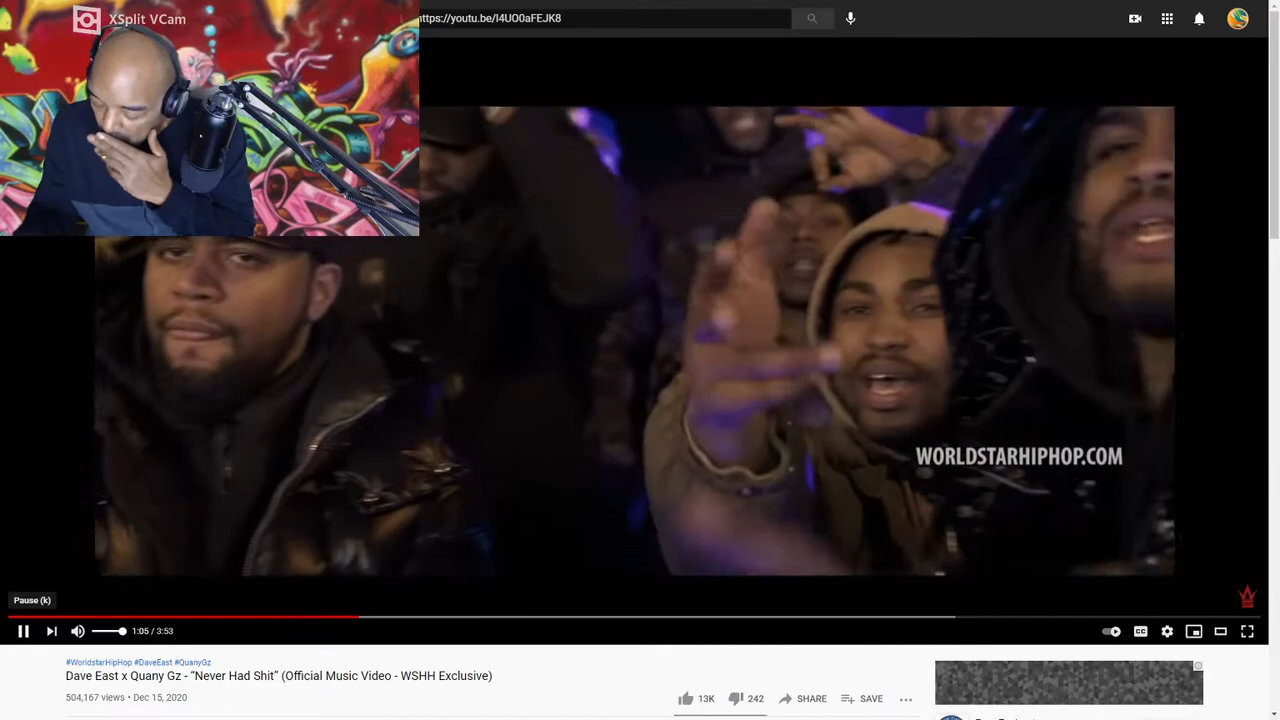 XSplit VCam
https://youtu.be/I4UO0aFEJK8
WORLDSTARHIPHOP.COM
Pause (k)
1:05 / 3:53
CC
#WorldstarHipHop #DaveEast #QuanyGz
Dave East x Quany Gz - “Never Had Shit” (Official Music Video - WSHH Exclusive)
504,167 views • Dec 15, 2020
13K
242
SHARE
SAVE